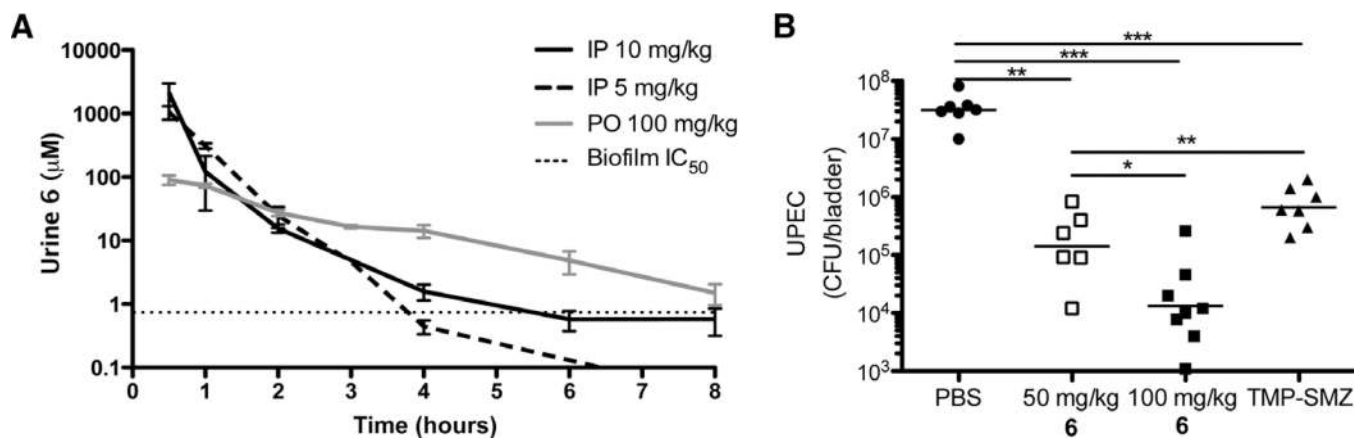 A
Urine 6 (μM)
10000
1000
100
10
1
0.1
0 1 2 3 4 5 6 7 8
Time (hours)
IP 10 mg/kg
IP 5 mg/kg
PO 100 mg/kg
Biofilm IC50
B
UPEC
(CFU/bladder)
***
***
**
**
*
10^8
10^7
10^6
10^5
10^4
10^3
PBS 50 mg/kg 100 mg/kg TMP-SMZ
6 6